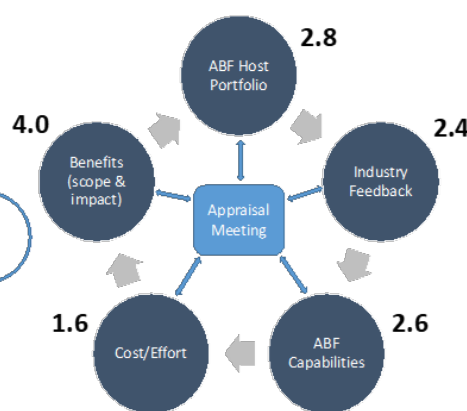 2.8
ABF Host
Portfolio
4.0
2.4
Benefits
(scope &
impact)
Industry
Feedback
Appraisal
Meeting
1.6
2.6
Cost/Effort
ABF
Capabilities